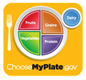 Dairy
Fruits
Grains
Vegetables
Protein
ChooseMyPlate.gov